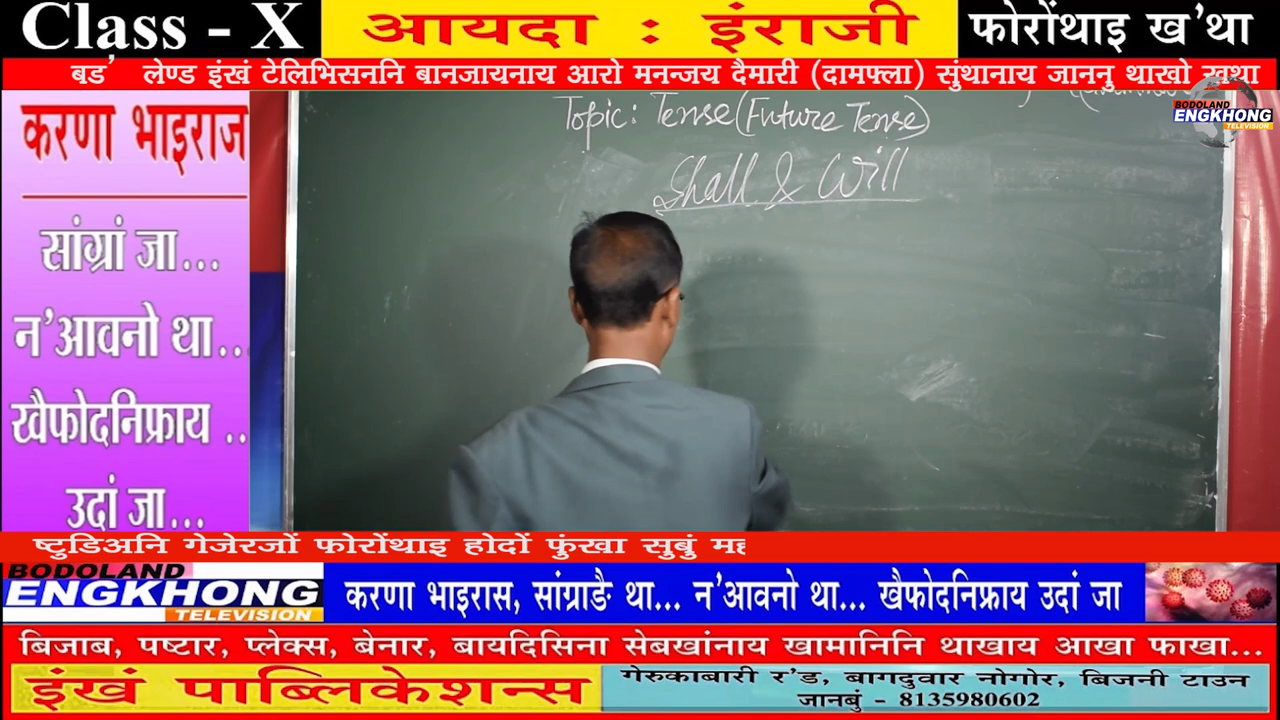 Class - X
आयदा : इंराजी
फोरोंथाइ ख'था
बड' लेण्ड इंखं टेलिभिसननि बानजायनाय आरो मनन्जय दैमारी (दामफ्ला) सुंथानाय जाननु थाखो खथा
करणा भाइराज
सांग्रां जा...
न'आवनो था...
खैफोदनिफ्राय ..
उदां जा...
BODOLAND
ENGKHONG
TELEVISION
Topic: Tense (Future Tense)
Shall & Will
ष्टुडिअनि गेजेरजों फोरोंथाइ होदों फुंखा सुबुं
BODOLAND
ENGKHONG
TELEVISION
करणा भाइरास, सांग्राङै था... न'आवनो था... खैफोदनिफ्राय उदां जा
बिजाब, पष्टार, प्लेक्स, बेनार, बायदिसिना सेबखांनाय खामानिनि थाखाय आखा फाखा...
इंखं पाब्लिकेशन्स
गेरुकाबारी र'ड, बागदुवार नोगोर, बिजनी टाउन
जानबुं - 8135980602